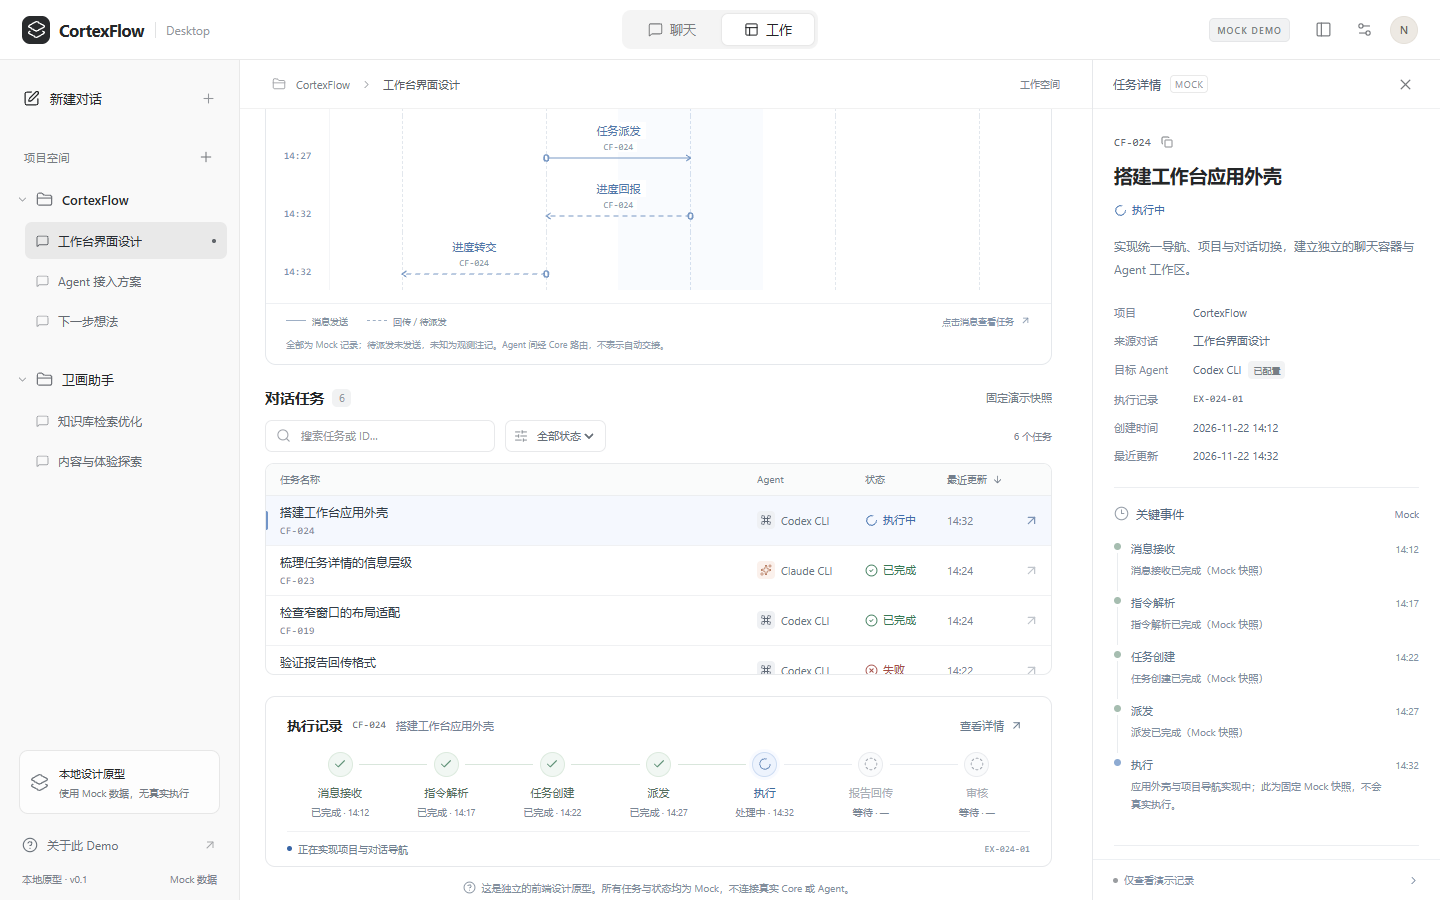 CortexFlow
Desktop
聊天
工作
MOCK DEMO
N
新建对话
项目空间
CortexFlow
工作台界面设计
Agent 接入方案
下一步想法
卫画助手
知识库检索优化
内容与体验探索
本地设计原型
使用 Mock 数据，无真实执行
关于此 Demo
本地原型 · v0.1
Mock 数据
CortexFlow
工作台界面设计
工作空间
任务派发
CF-024
14:27
进度回报
CF-024
14:32
进度转交
CF-024
14:32
消息发送
回传 / 待派发
点击消息查看任务
全部为 Mock 记录；待派发未发送，未知为观测注记。Agent 间经 Core 路由，不表示自动交接。
对话任务
6
固定演示快照
搜索任务或 ID...
全部状态
6 个任务
任务名称
Agent
状态
最近更新
搭建工作台应用外壳
CF-024
Codex CLI
执行中
14:32
梳理任务详情的信息层级
CF-023
Claude CLI
已完成
14:24
检查窄窗口的布局适配
CF-019
Codex CLI
已完成
14:24
验证报告回传格式
Codex CLI
失败
14:22
执行记录
CF-024
搭建工作台应用外壳
查看详情
消息接收
已完成 · 14:12
指令解析
已完成 · 14:17
任务创建
已完成 · 14:22
派发
已完成 · 14:27
执行
处理中 · 14:32
报告回传
等待 · —
审核
等待 · —
正在实现项目与对话导航
EX-024-01
这是独立的前端设计原型。所有任务与状态均为 Mock，不连接真实 Core 或 Agent。
任务详情
MOCK
CF-024
搭建工作台应用外壳
执行中
实现统一导航、项目与对话切换，建立独立的聊天容器与
Agent 工作区。
项目
CortexFlow
来源对话
工作台界面设计
目标 Agent
Codex CLI
已配置
执行记录
EX-024-01
创建时间
2026-11-22 14:12
最近更新
2026-11-22 14:32
关键事件
Mock
消息接收
14:12
消息接收已完成（Mock 快照）
指令解析
14:17
指令解析已完成（Mock 快照）
任务创建
14:22
任务创建已完成（Mock 快照）
派发
14:27
派发已完成（Mock 快照）
执行
14:32
应用外壳与项目导航实现中；此为固定 Mock 快照，不会
真实执行。
仅查看演示记录